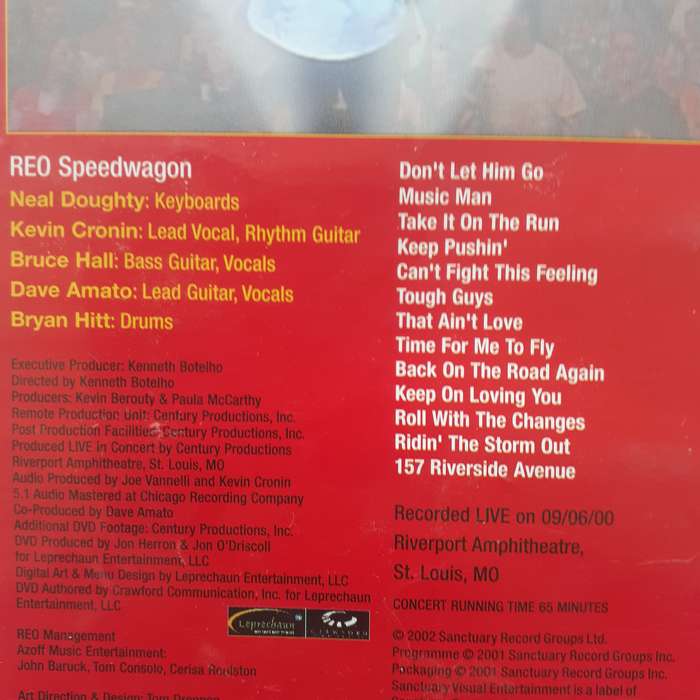 REO Speedwagon
Neal Doughty: Keyboards
Kevin Cronin: Lead Vocal, Rhythm Guitar
Bruce Hall: Bass Guitar, Vocals
Dave Amato: Lead Guitar, Vocals
Bryan Hitt: Drums
Executive Producer: Kenneth Botelho
Directed by Kenneth Botelho
Producers: Kevin Berouty & Paula McCarthy
Remote Production Unit: Century Productions, Inc.
Post Production Facilities: Century Productions, Inc.
Produced LIVE in Concert by Century Productions
Riverport Amphitheatre, St. Louis, MO
Audio Produced by Joe Vannelli and Kevin Cronin
5.1 Audio Mastered at Chicago Recording Company
Co-Produced by Dave Amato
Additional DVD Footage: Century Productions, Inc.
DVD Produced by Jon Herron & Jon O'Driscoll
for Leprechaun Entertainment, LLC
Digital Art & Menu Design by Leprechaun Entertainment, LLC
DVD Authored by Crawford Communication, Inc. for Leprechaun
Entertainment, LLC
Leprechaun
REO Management
Azoff Music Entertainment:
John Baruck, Tom Consolo, Cerisa Roulston
Art Direction & Design: Tom
Don't Let Him Go
Music Man
Take It On The Run
Keep Pushin'
Can't Fight This Feeling
Tough Guys
That Ain't Love
Time For Me To Fly
Back On The Road Again
Keep On Loving You
Roll With The Changes
Ridin' The Storm Out
157 Riverside Avenue
Recorded LIVE on 09/06/00
Riverport Amphitheatre,
St. Louis, MO
CONCERT RUNNING TIME 65 MINUTES
© 2002 Sanctuary Record Groups Ltd.
Programme © 2001 Sanctuary Record Groups Inc.
Packaging © 2001 Sanctuary Record Groups Inc.
Sanctuary Visual Entertainment is a label of